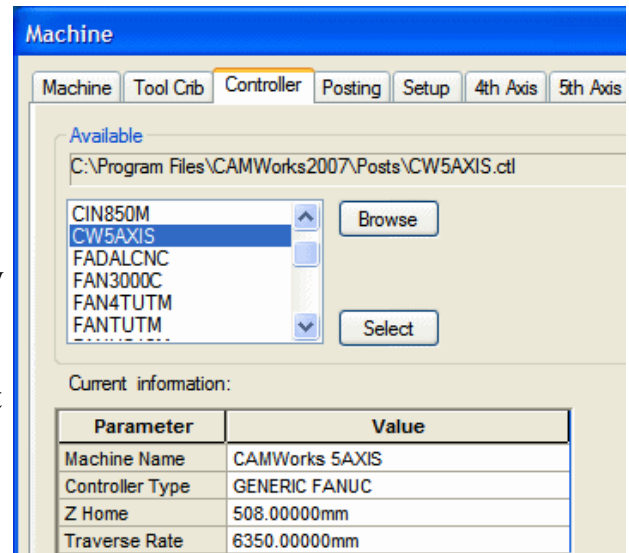 Machine
Machine Tool Crib Controller Posting Setup 4th Axis 5th Axis
Available
C:\Program Files\CAMWorks2007\Posts\CW5AXIS.ctl
CIN850M
CW5AXIS
FADALCNC
FAN3000C
FAN4TUTM
FANTUTM
Browse
Select
Current information:
Parameter Value
Machine Name CAMWorks 5AXIS
Controller Type GENERIC FANUC
Z Home 508.00000mm
Traverse Rate 6350.00000mm